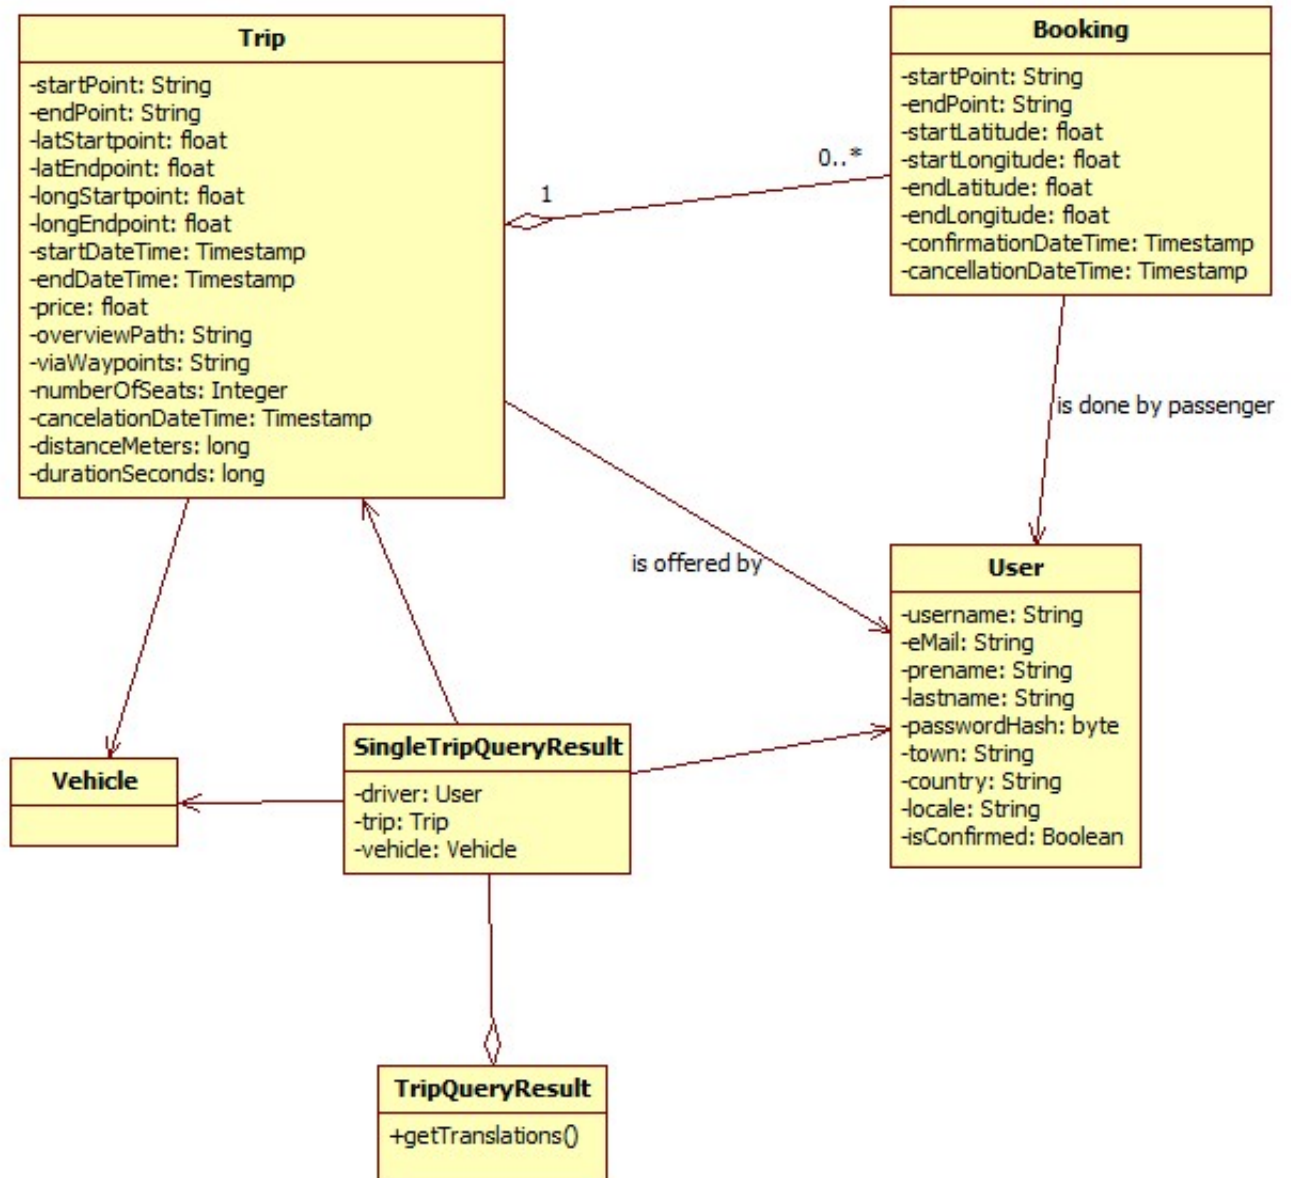 Trip
-startPoint: String
-endPoint: String
-latStartpoint: float
-latEndpoint: float
-longStartpoint: float
-longEndpoint: float
-startDateTime: Timestamp
-endDateTime: Timestamp
-price: float
-overviewPath: String
-viaWaypoints: String
-numberOfSeats: Integer
-cancelationDateTime: Timestamp
-distanceMeters: long
-durationSeconds: long
1
0..*
Booking
-startPoint: String
-endPoint: String
-startLatitude: float
-startLongitude: float
-endLatitude: float
-endLongitude: float
-confirmationDateTime: Timestamp
-cancellationDateTime: Timestamp
is done by passenger
is offered by
User
-username: String
-eMail: String
-prename: String
-lastname: String
-passwordHash: byte
-town: String
-country: String
-locale: String
-isConfirmed: Boolean
Vehicle
SingleTripQueryResult
-driver: User
-trip: Trip
-vehicle: Vehicle
TripQueryResult
+getTranslations()